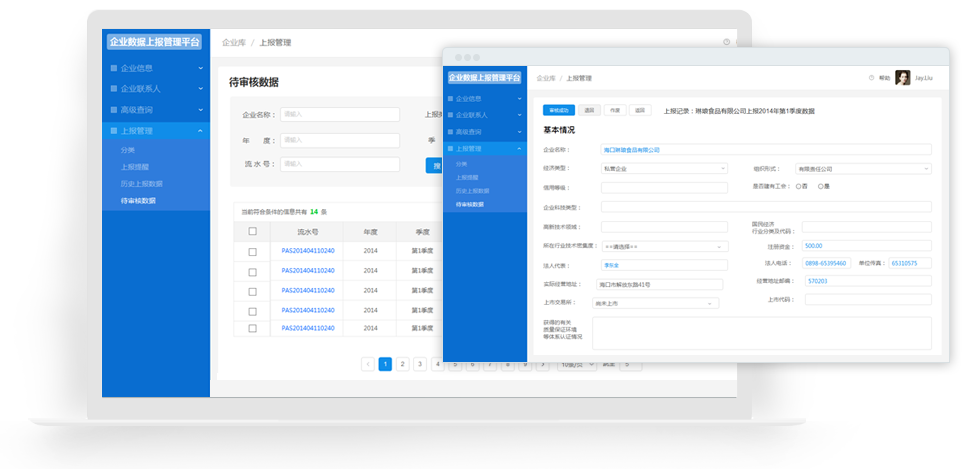 企业数据上报管理平台
企业信息
企业联系人
高级查询
上报管理
分类
上报提醒
历史上报数据
待审核数据
企业库 / 上报管理
待审核数据
企业名称： 请输入
年 度： 请输入
季
流水号： 请输入
搜
当前符合条件的信息共有 14 条
流水号 年度 季度
PAS201404110240 2014 第1季度
PAS201404110240 2014 第1季度
PAS201404110240 2014 第1季度
PAS201404110240 2014 第1季度
PAS201404110240 2014 第1季度
< 1 2 3 4 5 6 7 8 9
企业数据上报管理平台
企业信息
企业联系人
高级查询
上报管理
分类
上报提醒
历史上报数据
待审核数据
企业库 / 上报管理
帮助 Jay.Liu
审核成功 退回 作废 返回 上报记录：琳琅食品有限公司上报2014年第1季度数据
基本情况
企业名称： 海口琳琅食品有限公司
经济类型： 私营企业 组织形式： 有限责任公司
信用等级： 是否建有工会： 否 是
企业科技类型：
高新技术领域： 国民经济
行业分类及代码：
所在行业技术密集度： ==请选择== 注册资金： 500.00
法人代表： 法人电话： 0898-65395460 单位传真： 65310575
实际经营地址： 海口市解放东路41号 经营地址邮编： 570203
上市交易所： 尚未上市 上市代码：
获得的有关
质量保证环境
等体系认证情况